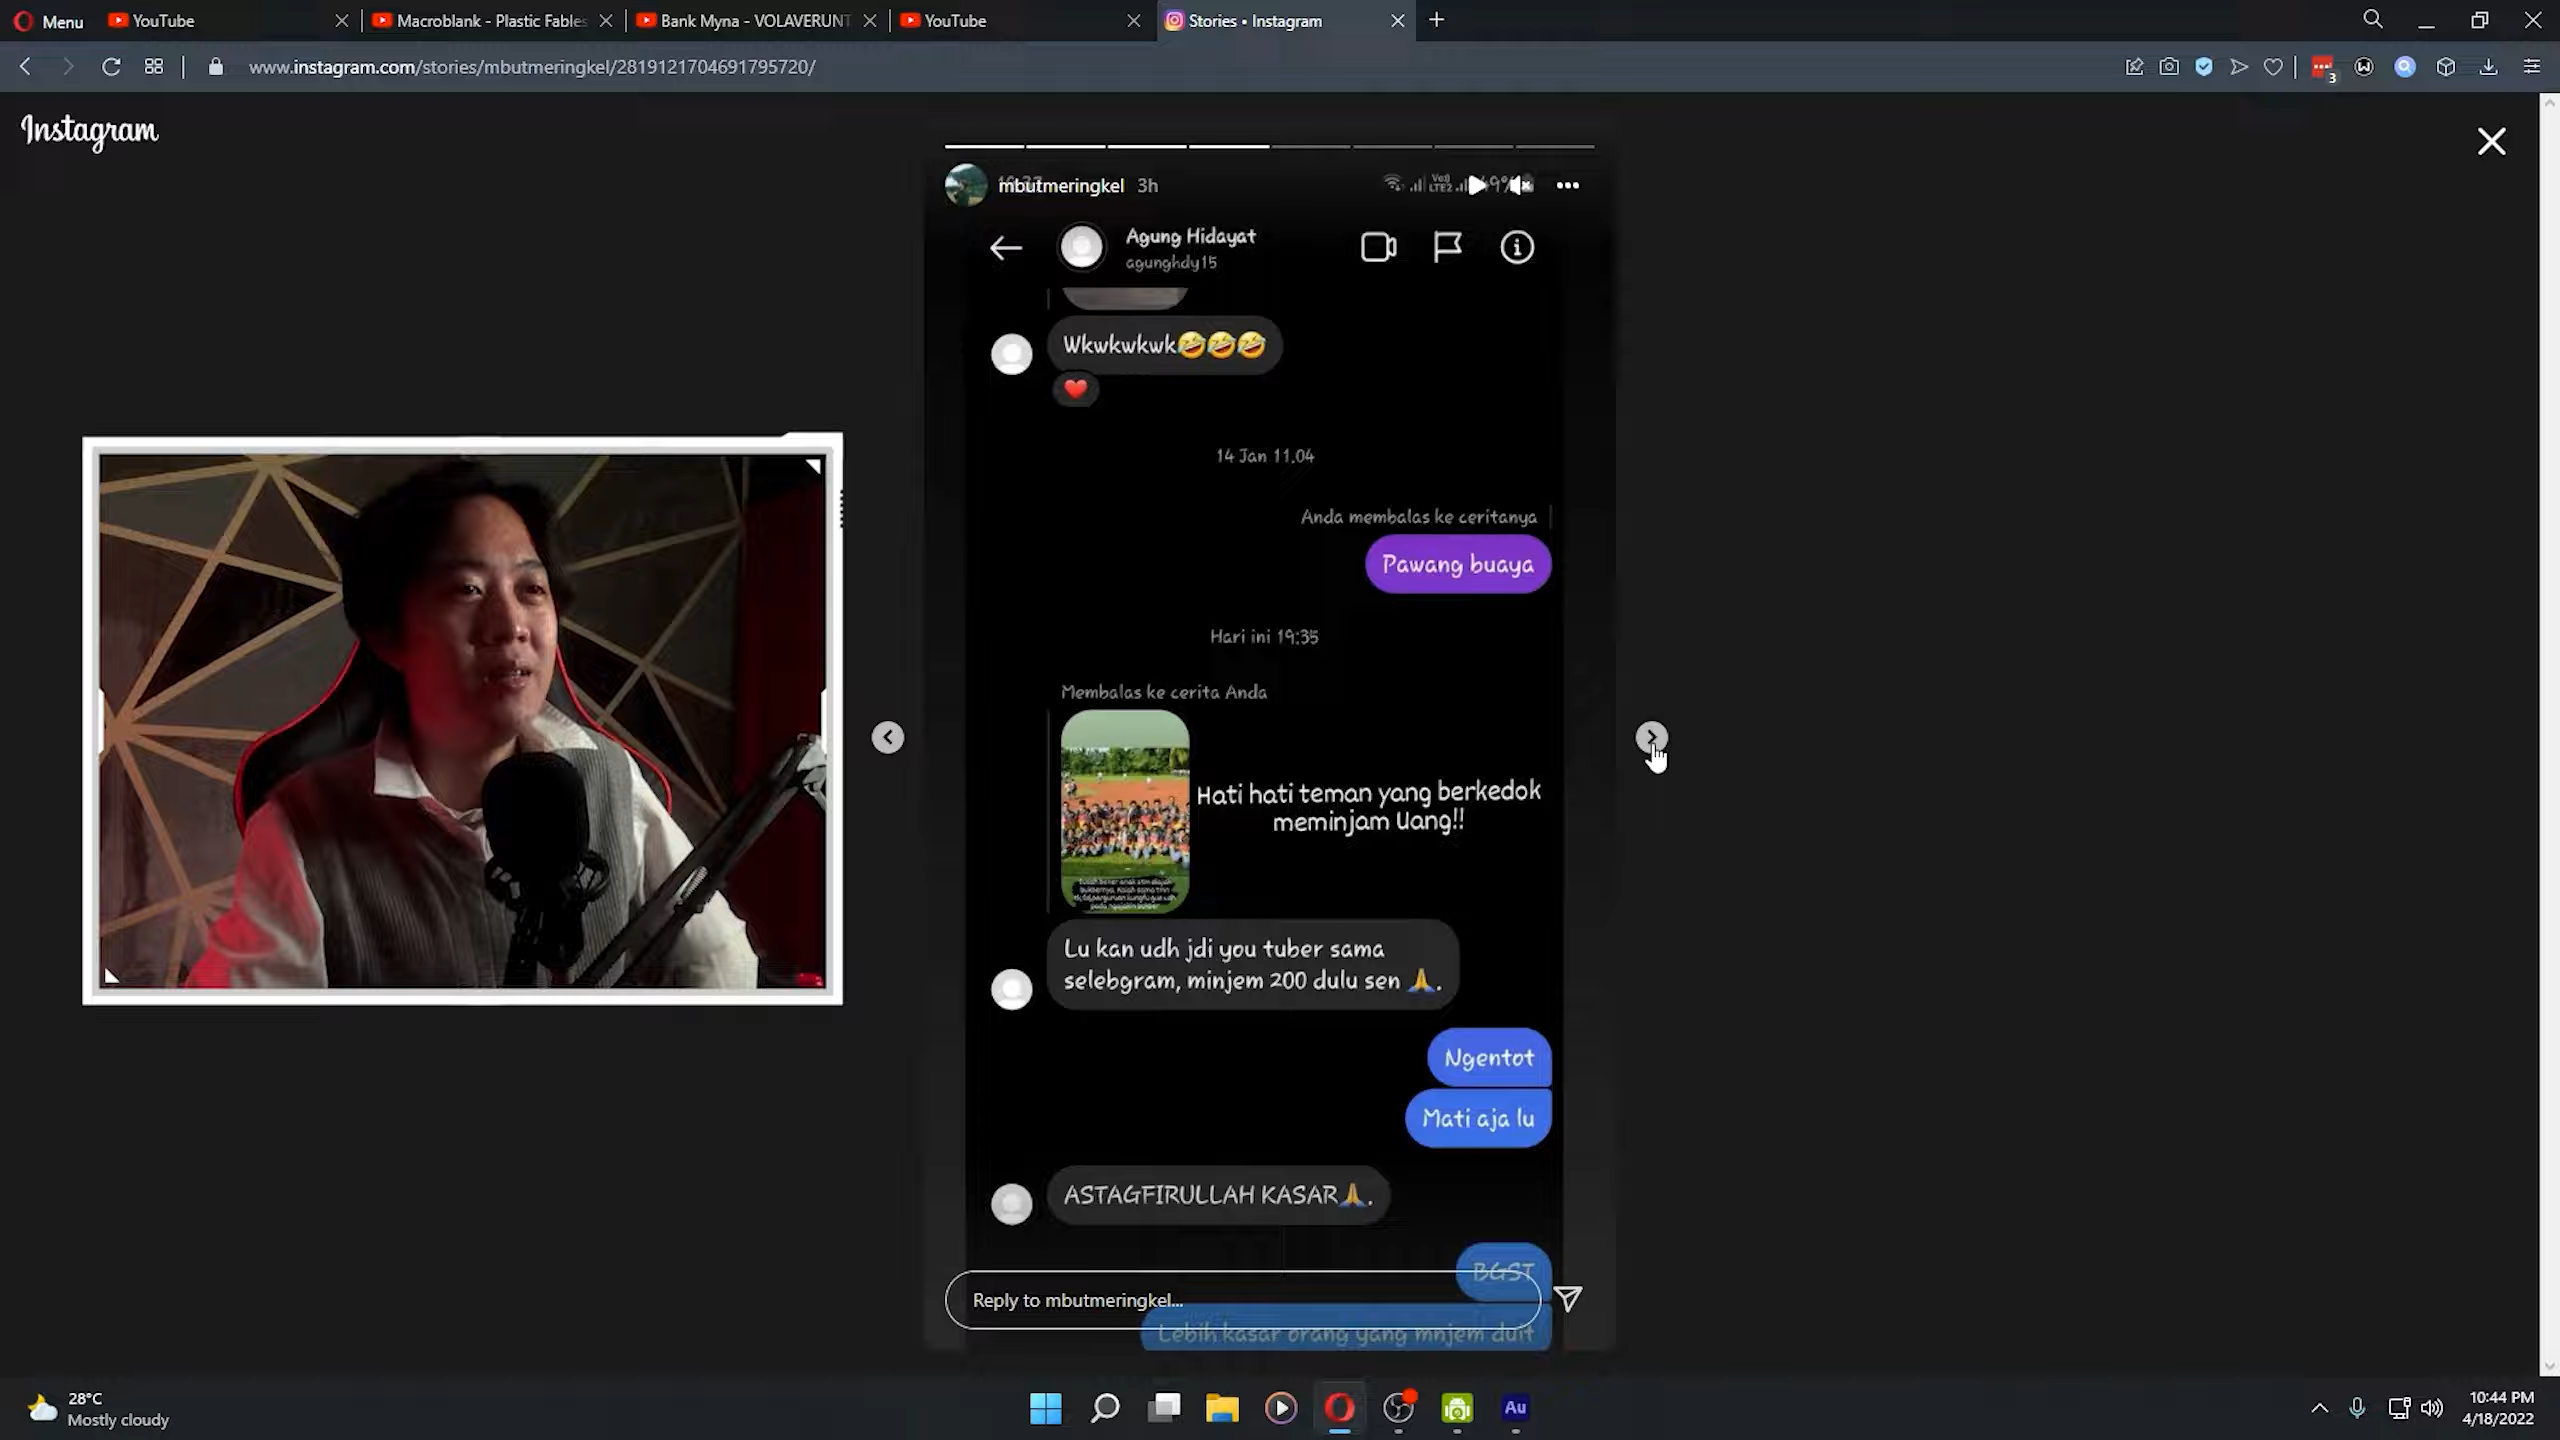 Menu
YouTube
Macroblank - Plastic Fables
Bank Myna - VOLAVERUNT
YouTube
Stories • Instagram
www.instagram.com/stories/mbutmeringkel/2819121704691795720/
3
Instagram
mbutmeringkel 3h
Agung Hidayat
agunghdy15
Wkwkwkwk🤣🤣🤣
❤️
14 Jan 11.04
Anda membalas ke ceritanya
Pawang buaya
Hari ini 19:35
Membalas ke cerita Anda
Hati hati teman yang berkedok
meminjam Uang!!
Lu kan udh jdi you tuber sama
selebgram, minjem 200 dulu sen 🙏.
Ngentot
Mati aja lu
ASTAGFIRULLAH KASAR🙏.
BGST
Reply to mbutmeringkel...
Lebih kasar orang yang mnjem duit
28°C
Mostly cloudy
Au
10:44 PM
4/18/2022